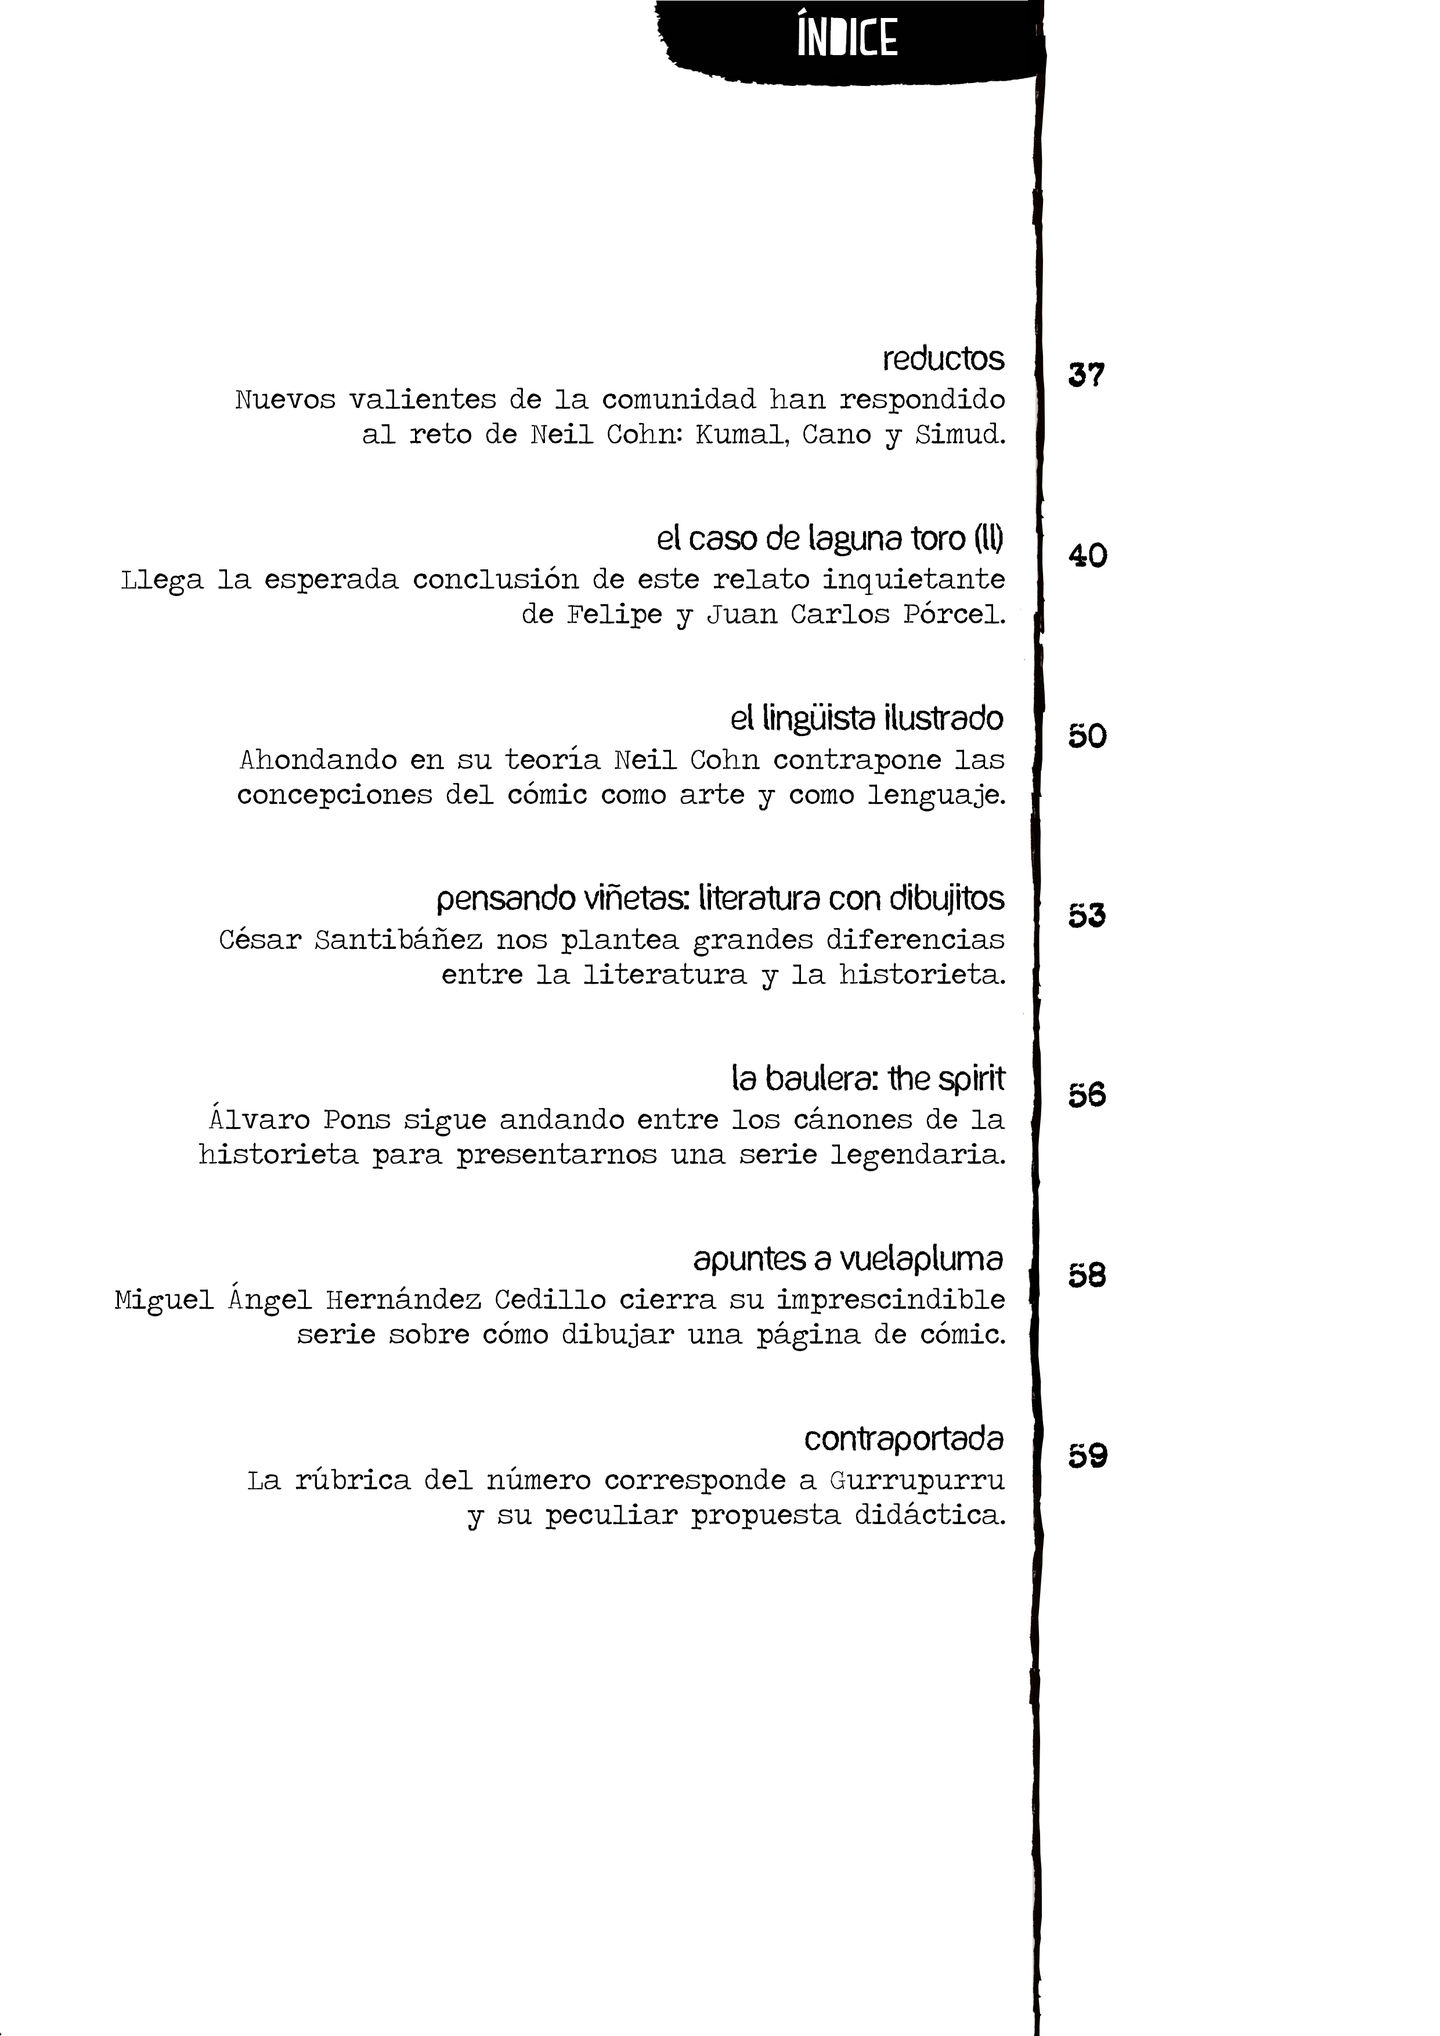 ÍNDICE
reductos
37
Nuevos valientes de la comunidad han respondido
al reto de Neil Cohn: Kumal, Cano y Simud.
el caso de laguna toro (II)
40
Llega la esperada conclusión de este relato inquietante
de Felipe y Juan Carlos Pórcel.
el lingüista ilustrado
50
Ahondando en su teoría Neil Cohn contrapone las
concepciones del cómic como arte y como lenguaje.
pensando viñetas: literatura con dibujitos
53
César Santibáñez nos plantea grandes diferencias
entre la literatura y la historieta.
la baulera: the spirit
56
Álvaro Pons sigue andando entre los cánones de la
historieta para presentarnos una serie legendaria.
apuntes a vuelapluma
58
Miguel Ángel Hernández Cedillo cierra su imprescindible
serie sobre cómo dibujar una página de cómic.
contraportada
59
La rúbrica del número corresponde a Gurrupurru
y su peculiar propuesta didáctica.